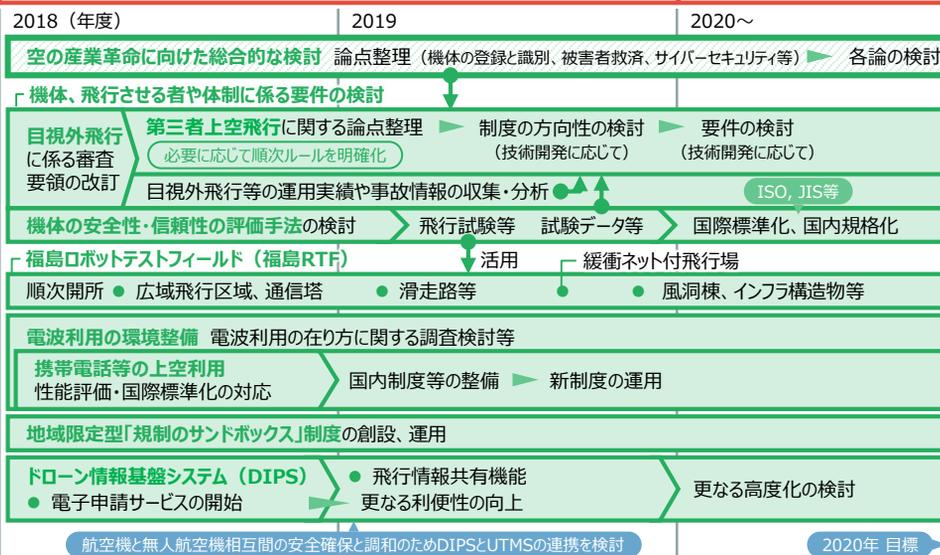 2018（年度）
2019
2020～
空の産業革命に向けた総合的な検討 論点整理（機体の登録と識別、被害者救済、サイバーセキュリティ等） 各論の検討
機体、飛行させる者や体制に係る要件の検討
目視外飛行
に係る審査
要領の改訂
第三者上空飛行に関する論点整理
制度の方向性の検討
要件の検討
必要に応じて順次ルールを明確化
（技術開発に応じて）
（技術開発に応じて）
目視外飛行等の運用実績や事故情報の収集・分析
ISO, JIS等
機体の安全性・信頼性の評価手法の検討
飛行試験等
試験データ等
国際標準化、国内規格化
福島ロボットテストフィールド（福島RTF）
活用
緩衝ネット付飛行場
順次開所
広域飛行区域、通信塔
滑走路等
風洞棟、インフラ構造物等
電波利用の環境整備 電波利用の在り方に関する調査検討等
携帯電話等の上空利用
性能評価・国際標準化の対応
国内制度等の整備
新制度の運用
地域限定型「規制のサンドボックス」制度の創設、運用
ドローン情報基盤システム（DIPS）
電子申請サービスの開始
飛行情報共有機能
更なる利便性の向上
更なる高度化の検討
航空機と無人航空機相互間の安全確保と調和のためDIPSとUTMSの連携を検討
2020年 目標